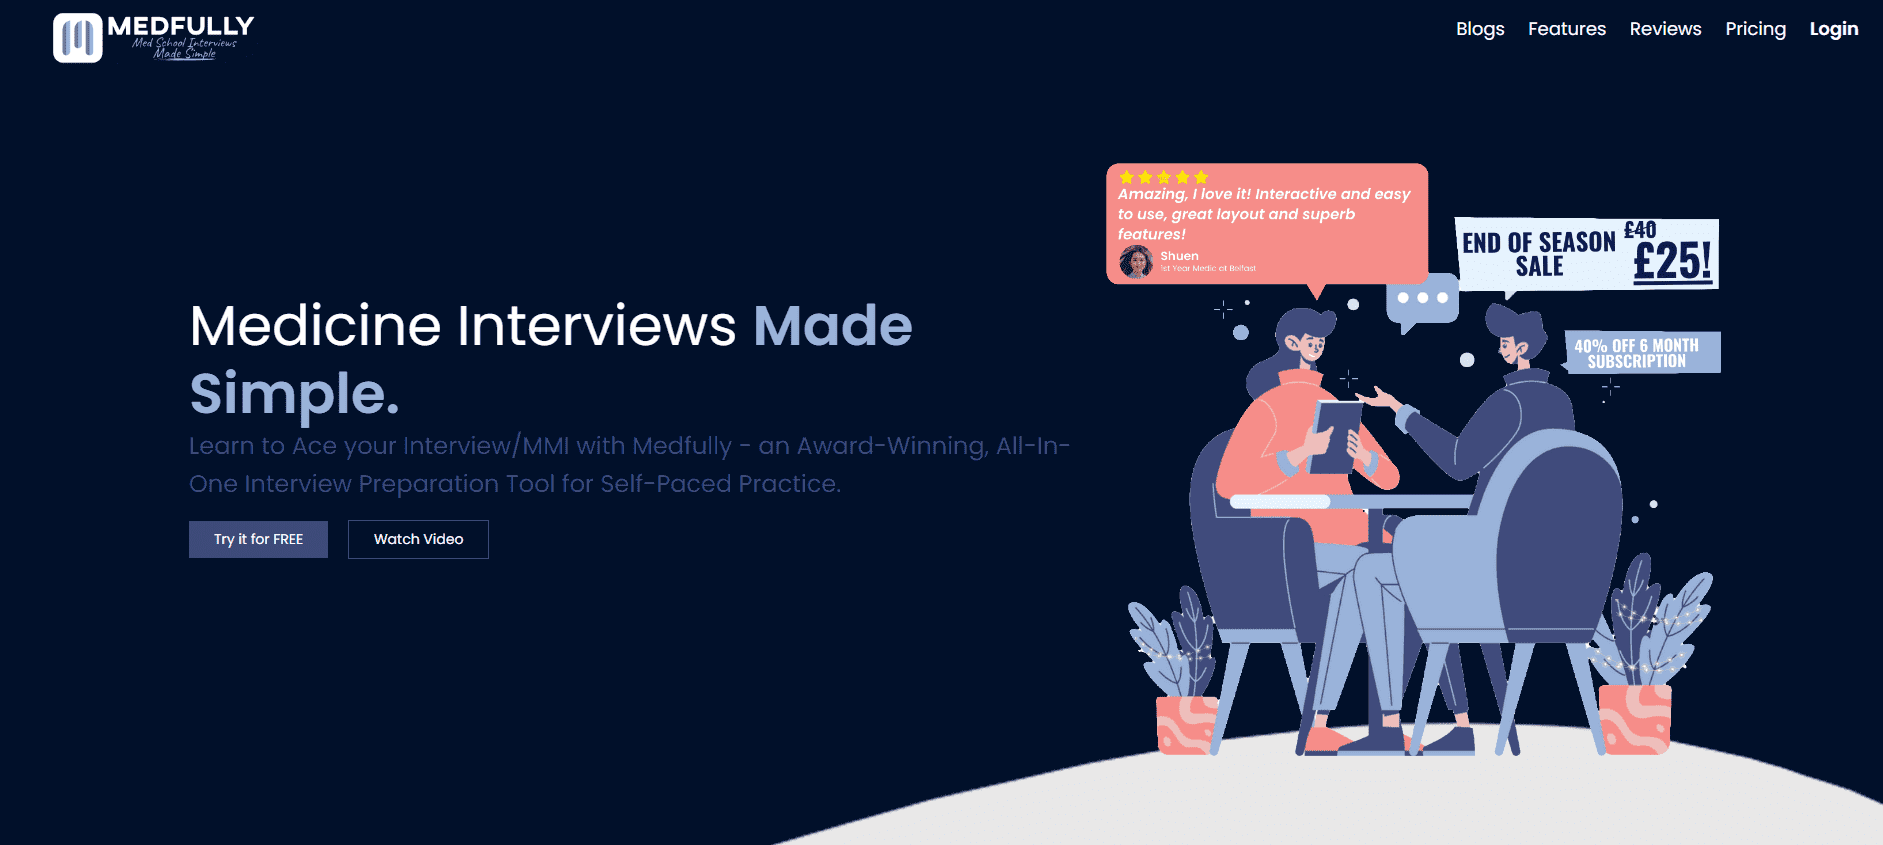 MEDFULLY
Med School Interviews
Made Simple
Blogs Features Reviews Pricing Login
Amazing, I love it! Interactive and easy
to use, great layout and superb
features!
Shuen
1st Year Medic at Belfast
END OF SEASON
SALE
£40
£25!
40% OFF 6 MONTH
SUBSCRIPTION
Medicine Interviews Made
Simple.
Learn to Ace your Interview/MMI with Medfully - an Award-Winning, All-In-
One Interview Preparation Tool for Self-Paced Practice.
Try it for FREE
Watch Video